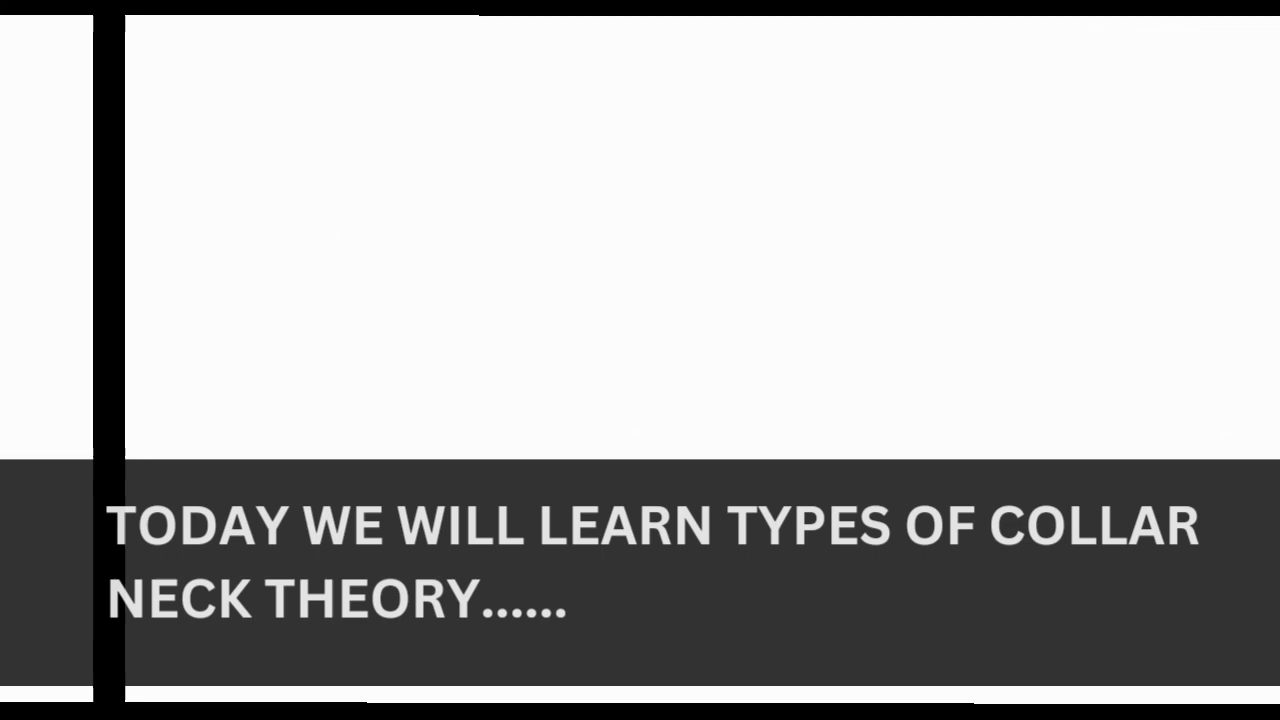 TODAY WE WILL LEARN TYPES OF COLLAR
NECK THEORY......